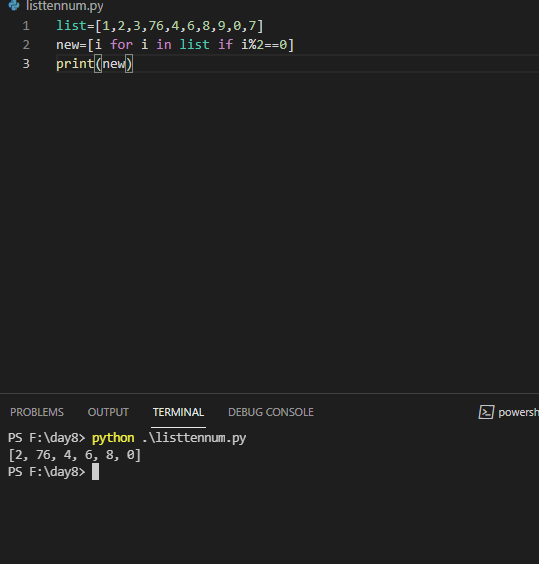 listtennum.py
1 list=[1,2,3,76,4,6,8,9,0,7]
2 new=[i for i in list if i%2==0]
3 print(new)
PROBLEMS OUTPUT TERMINAL DEBUG CONSOLE powersh
PS F:\day8> python .\listtennum.py
[2, 76, 4, 6, 8, 0]
PS F:\day8>